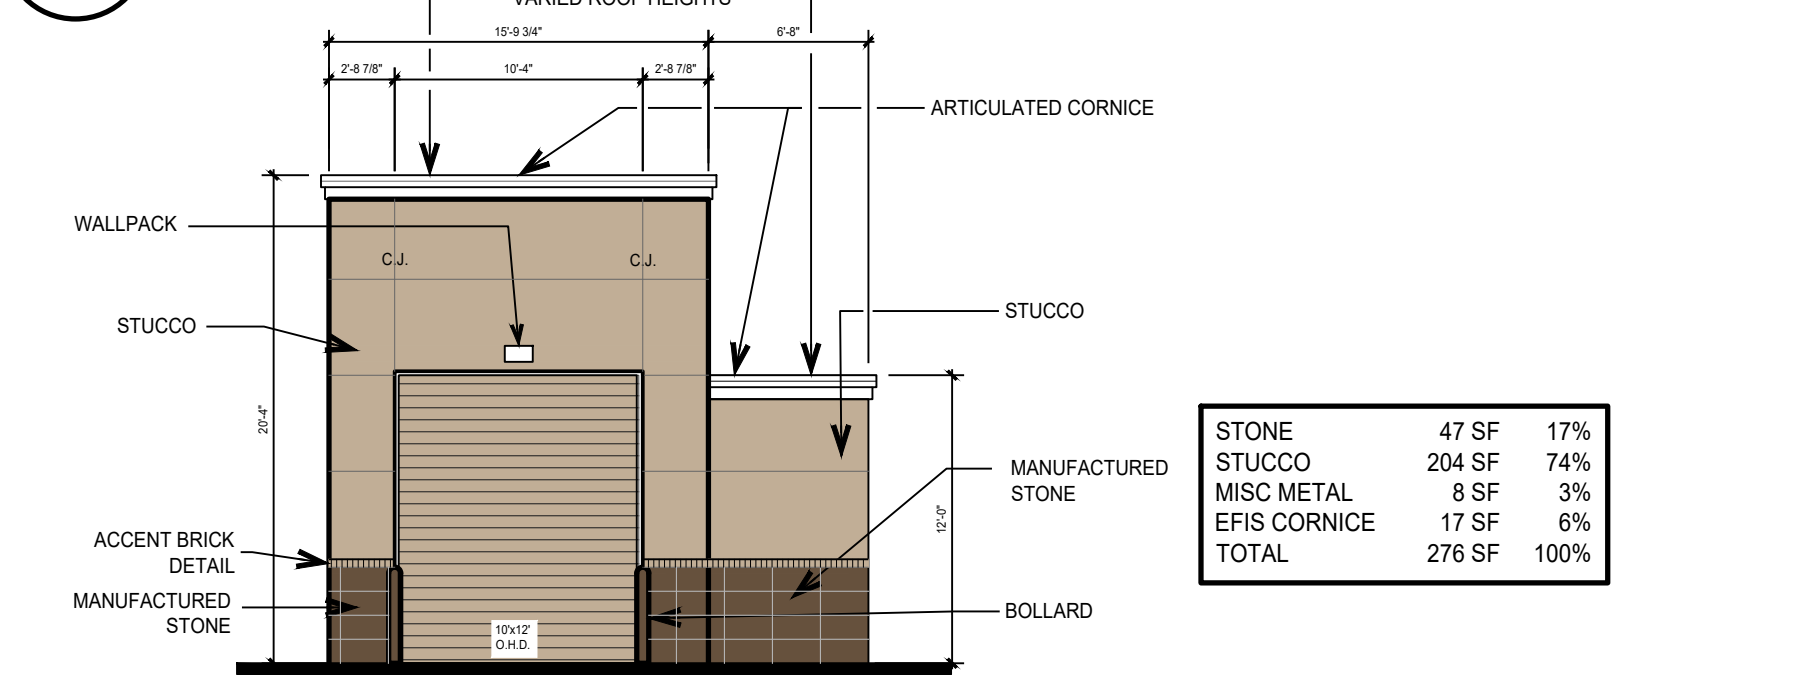 VARIED ROOF HEIGHTS
15'-9 3/4"
6'-8"
2'-8 7/8"
10'-4"
2'-8 7/8"
ARTICULATED CORNICE
WALLPACK
C.J.
C.J.
STUCCO
STUCCO
20'-4"
12'-0"
MANUFACTURED
STONE
ACCENT BRICK
DETAIL
MANUFACTURED
STONE
BOLLARD
10'x12'
O.H.D.
STONE 47 SF 17%
STUCCO 204 SF 74%
MISC METAL 8 SF 3%
EFIS CORNICE 17 SF 6%
TOTAL 276 SF 100%